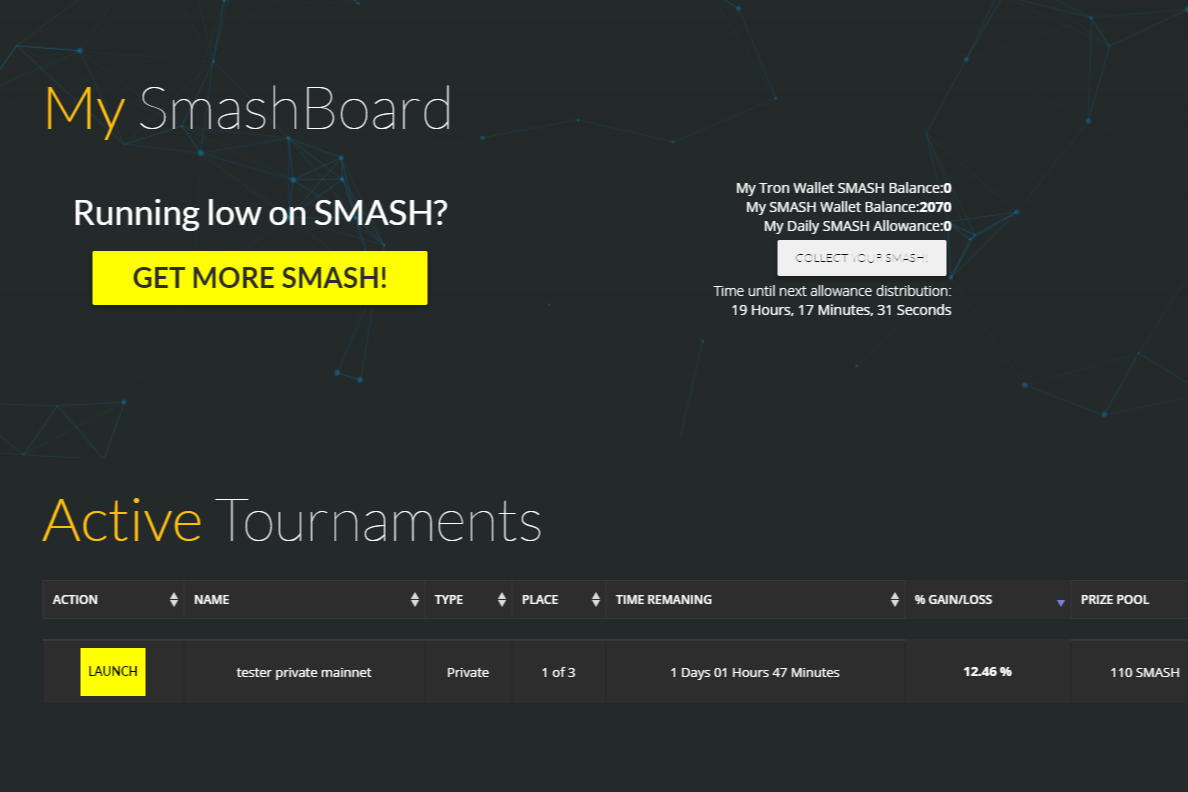 My SmashBoard
Running low on SMASH?
GET MORE SMASH!
My Tron Wallet SMASH Balance:0
My SMASH Wallet Balance:2070
My Daily SMASH Allowance:0
COLLECT YOUR SMASH!
Time until next allowance distribution:
19 Hours, 17 Minutes, 31 Seconds
Active Tournaments
ACTION NAME TYPE PLACE TIME REMANING % GAIN/LOSS PRIZE POOL
LAUNCH tester private mainnet Private 1 of 3 1 Days 01 Hours 47 Minutes 12.46 % 110 SMASH